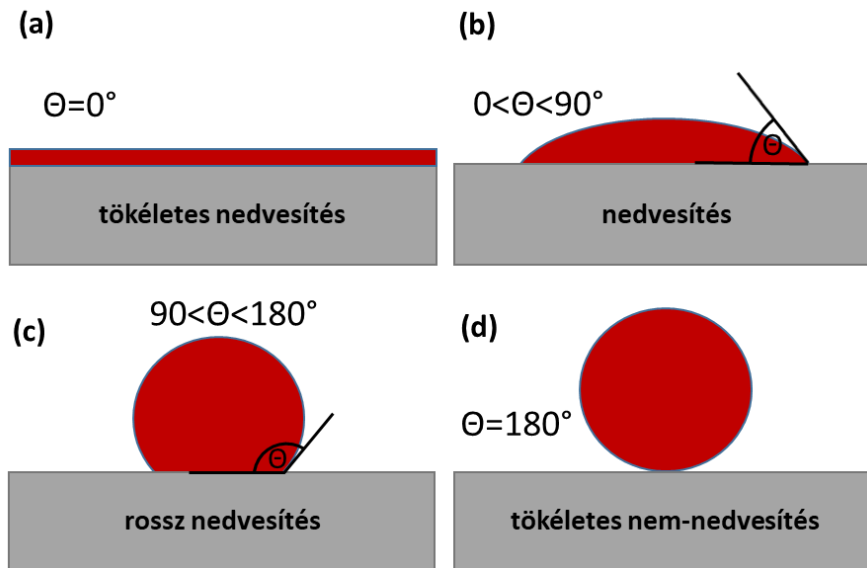 (a)
Θ=0°
tökéletes nedvesítés
(b)
0<Θ<90°
Θ
nedvesítés
(c)
90<Θ<180°
Θ
rossz nedvesítés
(d)
Θ=180°
tökéletes nem-nedvesítés